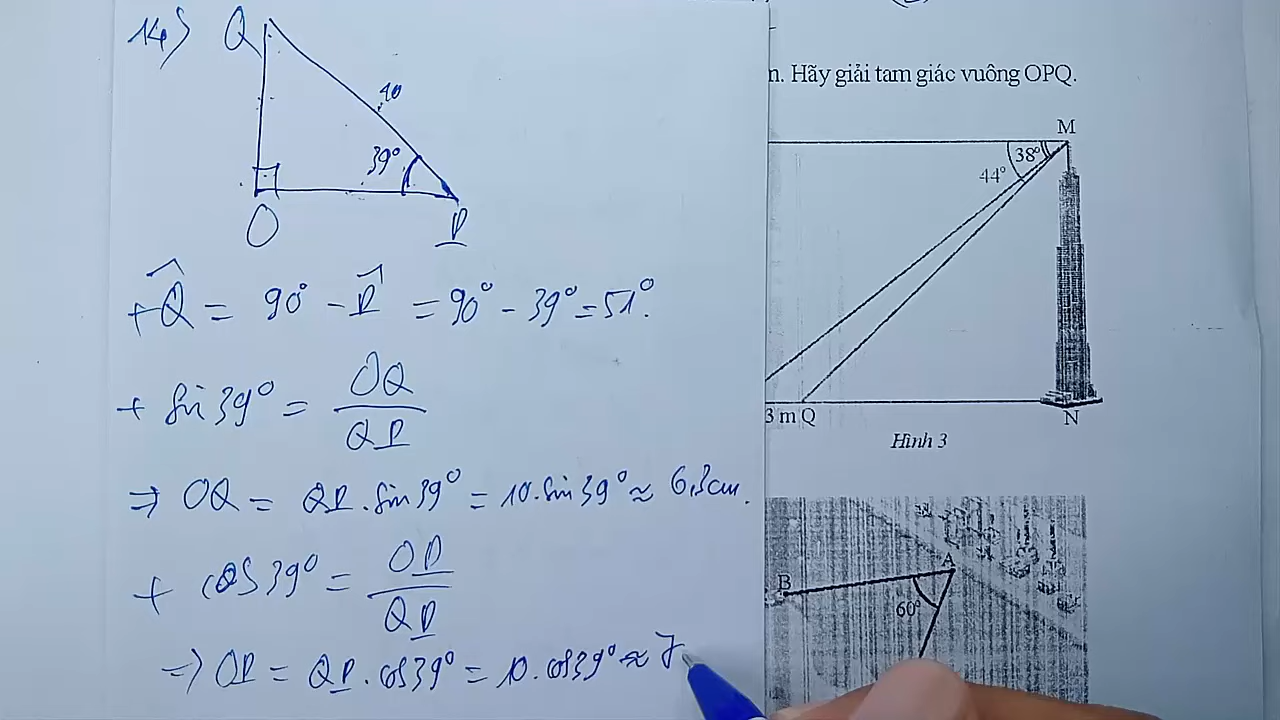 14)
Q
10
39°
O
P
+ Q̂ = 90° - P̂ = 90° - 39° = 51°.
+ sin 39° = OQ / QP
⇒ OQ = QP . sin 39° = 10 . sin 39° ≈ 6,3 cm.
+ cos 39° = OP / QP
⇒ OP = QP . cos 39° = 10 . cos 39° ≈ 7
n. Hãy giải tam giác vuông OPQ.
M
38°
44°
3 m Q
N
Hình 3
B
A
60°